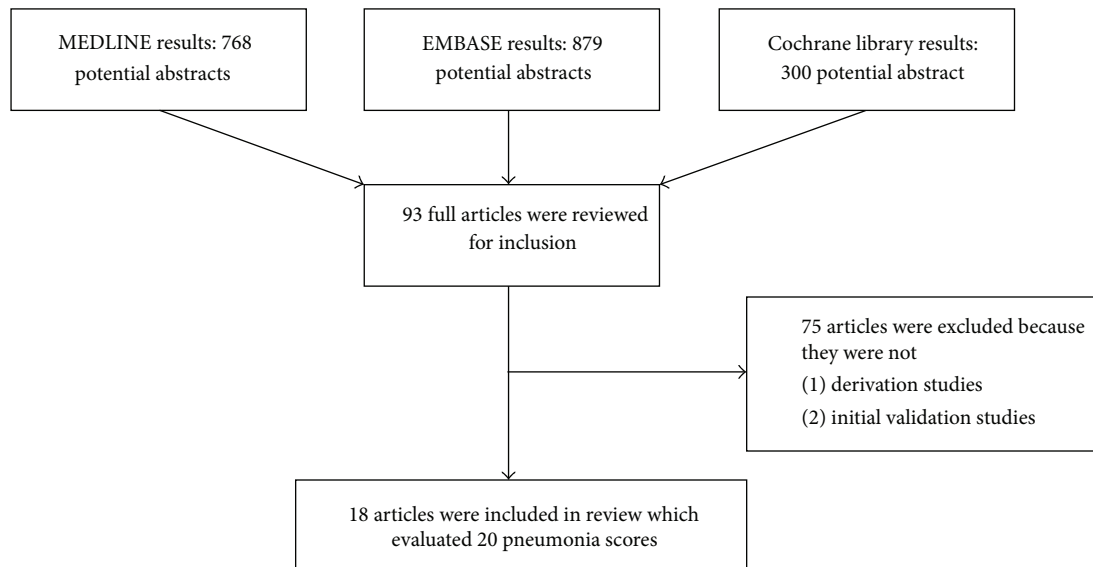 MEDLINE results: 768
potential abstracts
EMBASE results: 879
potential abstracts
Cochrane library results:
300 potential abstract
93 full articles were reviewed
for inclusion
75 articles were excluded because
they were not
(1) derivation studies
(2) initial validation studies
18 articles were included in review which
evaluated 20 pneumonia scores